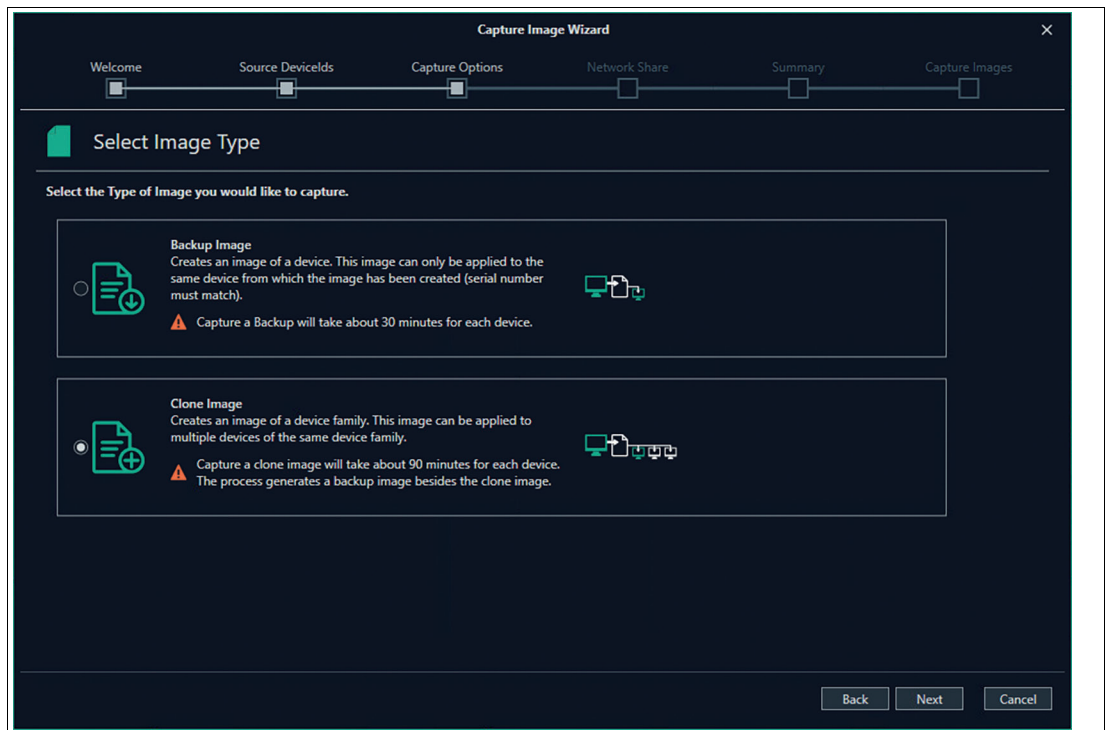 Capture Image Wizard
Welcome
Source DeviceIds
Capture Options
Network Share
Summary
Capture Images
Select Image Type
Select the Type of Image you would like to capture.
Backup Image
Creates an image of a device. This image can only be applied to the
same device from which the image has been created (serial number
must match).
Capture a Backup will take about 30 minutes for each device.
Clone Image
Creates an image of a device family. This image can be applied to
multiple devices of the same device family.
Capture a clone image will take about 90 minutes for each device.
The process generates a backup image besides the clone image.
Back
Next
Cancel